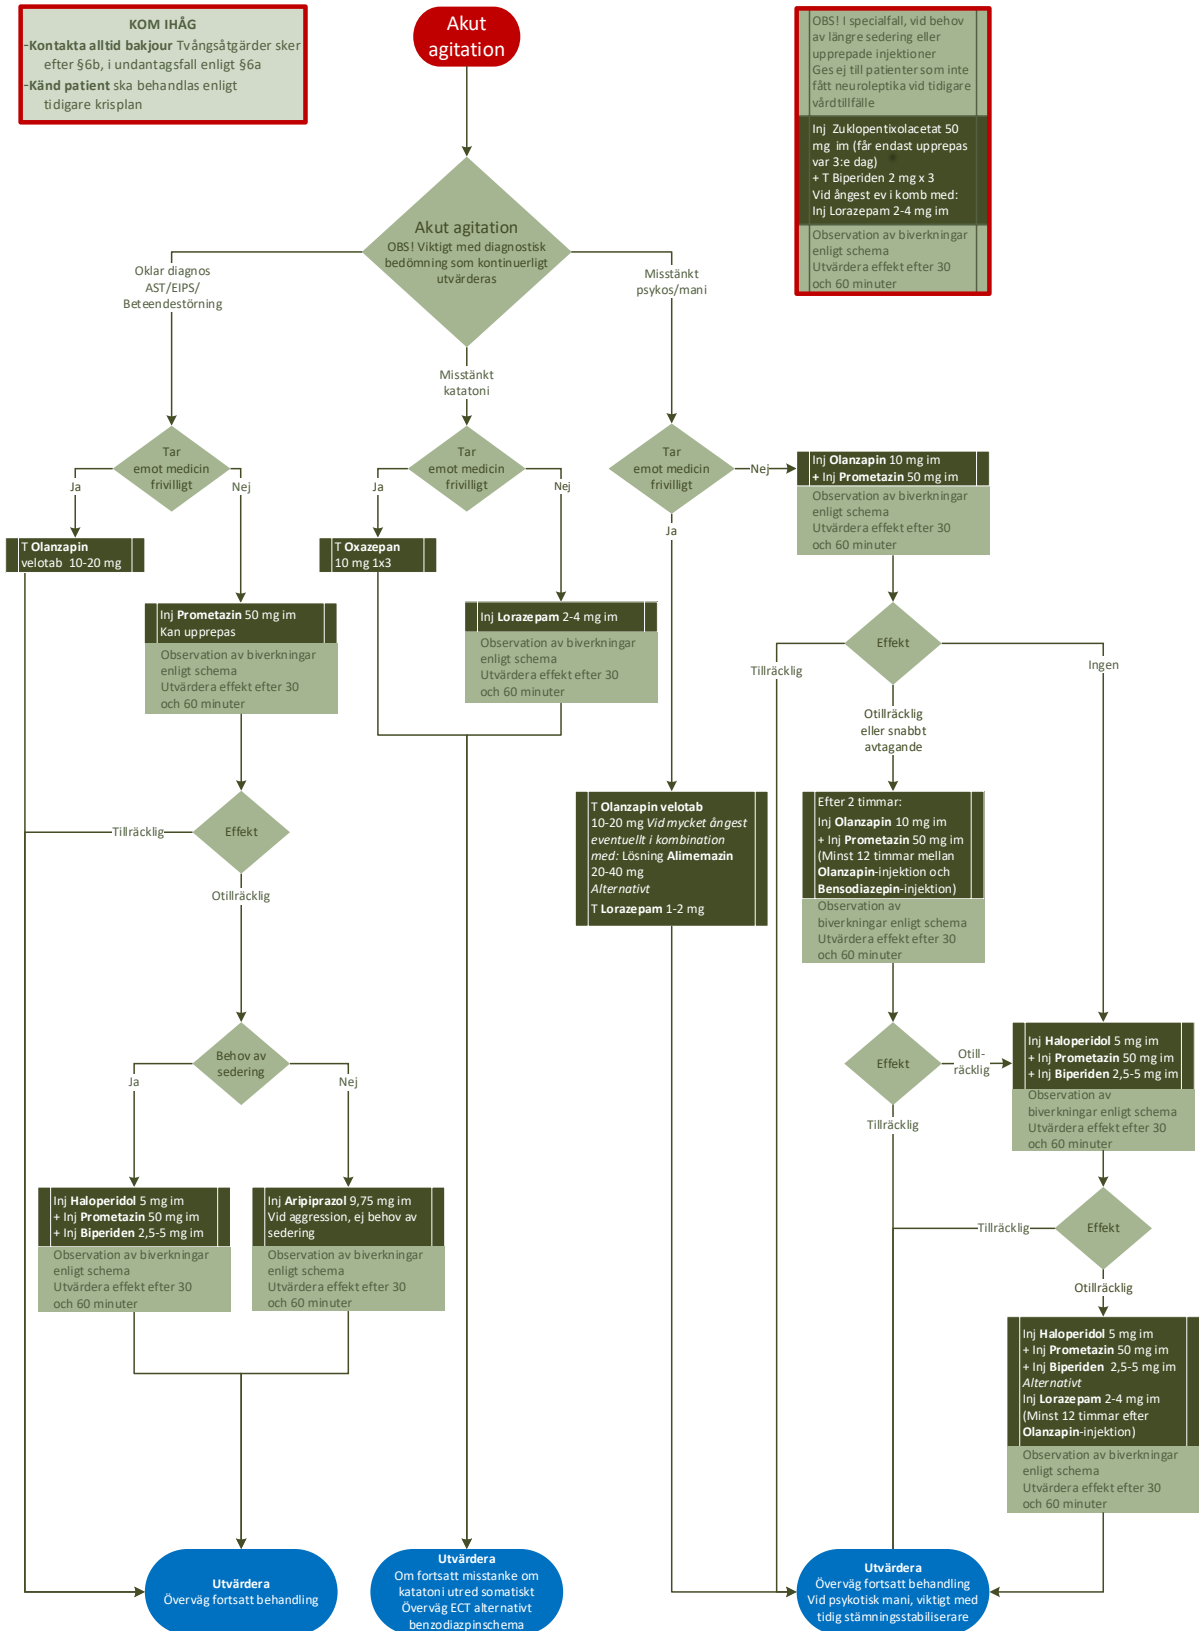 KOM IHÅG
-Kontakta alltid bakjour Tvångsåtgärder sker
efter §6b, i undantagsfall enligt §6a
-Känd patient ska behandlas enligt
tidigare krisplan
Akut
agitation
OBS! I specialfall, vid behov
av längre sedering eller
upprepade injektioner
Ges ej till patienter som inte
fått neuroleptika vid tidigare
vårdtillfälle
Inj Zuklopentixolacetat 50
mg im (får endast upprepas
var 3:e dag)
+ T Biperiden 2 mg x 3
Vid ångest ev i komb med:
Inj Lorazepam 2-4 mg im
Observation av biverkningar
enligt schema
Utvärdera effekt efter 30
och 60 minuter
Akut agitation
OBS! Viktigt med diagnostisk
bedömning som kontinuerligt
utvärderas
Oklar diagnos
AST/EIPS/
Beteendestörning
Misstänkt
katatoni
Misstänkt
psykos/mani
Tar
emot medicin
frivilligt
Ja
Nej
T Olanzapin
velotab 10-20 mg
Inj Prometazin 50 mg im
Kan upprepas
Observation av biverkningar
enligt schema
Utvärdera effekt efter 30
och 60 minuter
Effekt
Tillräcklig
Otillräcklig
Behov av
sedering
Ja
Nej
Inj Haloperidol 5 mg im
+ Inj Prometazin 50 mg im
+ Inj Biperiden 2,5-5 mg im
Observation av biverkningar
enligt schema
Utvärdera effekt efter 30
och 60 minuter
Inj Aripiprazol 9,75 mg im
Vid aggression, ej behov av
sedering
Observation av biverkningar
enligt schema
Utvärdera effekt efter 30
och 60 minuter
Utvärdera
Överväg fortsatt behandling
Tar
emot medicin
frivilligt
Ja
Nej
T Oxazepan
10 mg 1x3
Inj Lorazepam 2-4 mg im
Observation av biverkningar
enligt schema
Utvärdera effekt efter 30
och 60 minuter
Utvärdera
Om fortsatt misstanke om
katatoni utred somatiskt
Överväg ECT alternativt
benzodiazpinschema
Tar
emot medicin
frivilligt
Nej
Ja
T Olanzapin velotab
10-20 mg Vid mycket ångest
eventuellt i kombination
med: Lösning Alimemazin
20-40 mg
Alternativt
T Lorazepam 1-2 mg
Inj Olanzapin 10 mg im
+ Inj Prometazin 50 mg im
Observation av biverkningar
enligt schema
Utvärdera effekt efter 30
och 60 minuter
Effekt
Tillräcklig
Ingen
Otillräcklig
eller snabbt
avtagande
Efter 2 timmar:
Inj Olanzapin 10 mg im
+ Inj Prometazin 50 mg im
(Minst 12 timmar mellan
Olanzapin-injektion och
Bensodiazepin-injektion)
Observation av
biverkningar enligt schema
Utvärdera effekt efter 30
och 60 minuter
Effekt
Otill-
räcklig
Tillräcklig
Inj Haloperidol 5 mg im
+ Inj Prometazin 50 mg im
+ Inj Biperiden 2,5-5 mg im
Observation av
biverkningar enligt schema
Utvärdera effekt efter 30
och 60 minuter
Effekt
Tillräcklig
Otillräcklig
Inj Haloperidol 5 mg im
+ Inj Prometazin 50 mg im
+ Inj Biperiden 2,5-5 mg im
Alternativt
Inj Lorazepam 2-4 mg im
(Minst 12 timmar efter
Olanzapin-injektion)
Observation av biverkningar
enligt schema
Utvärdera effekt efter 30
och 60 minuter
Utvärdera
Överväg fortsatt behandling
Vid psykotisk mani, viktigt med
tidig stämningsstabiliserare